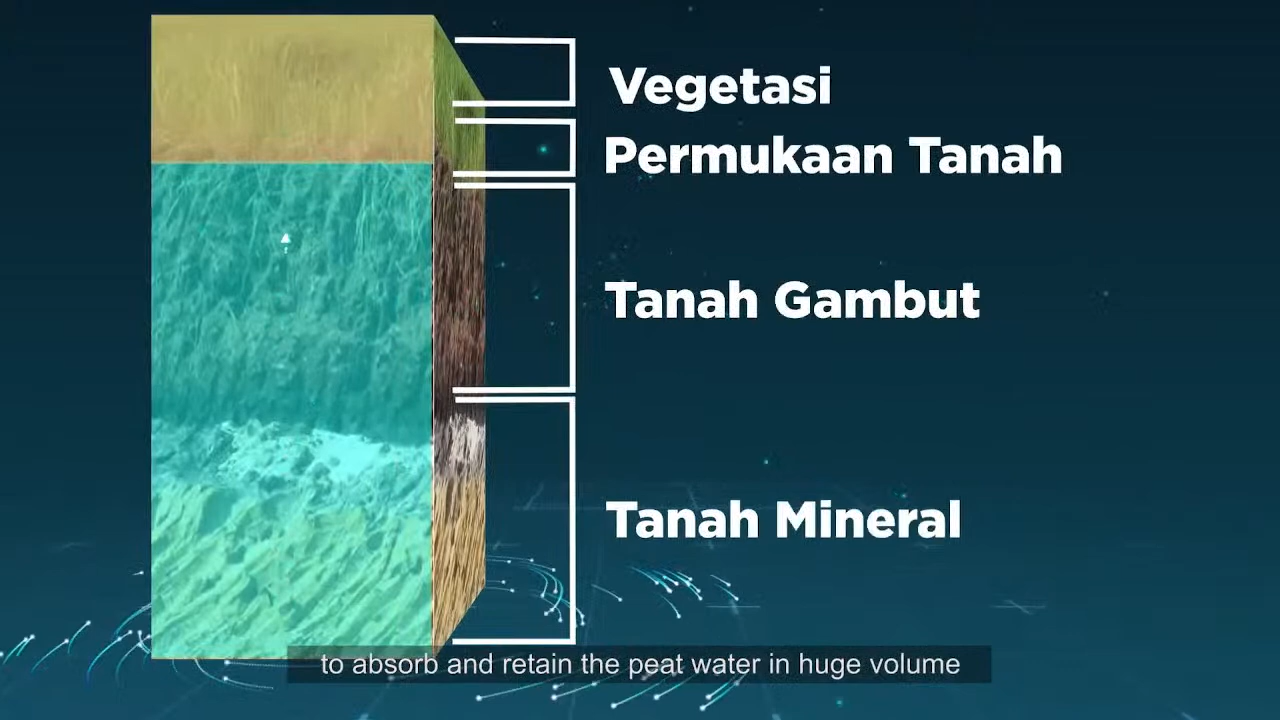 Vegetasi
Permukaan Tanah
Tanah Gambut
Tanah Mineral
to absorb and retain the peat water in huge volume